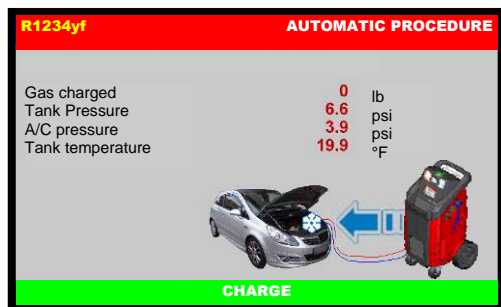 R1234yf AUTOMATIC PROCEDURE
Gas charged 0 lb
Tank Pressure 6.6 psi
A/C pressure 3.9 psi
Tank temperature 19.9 °F
CHARGE